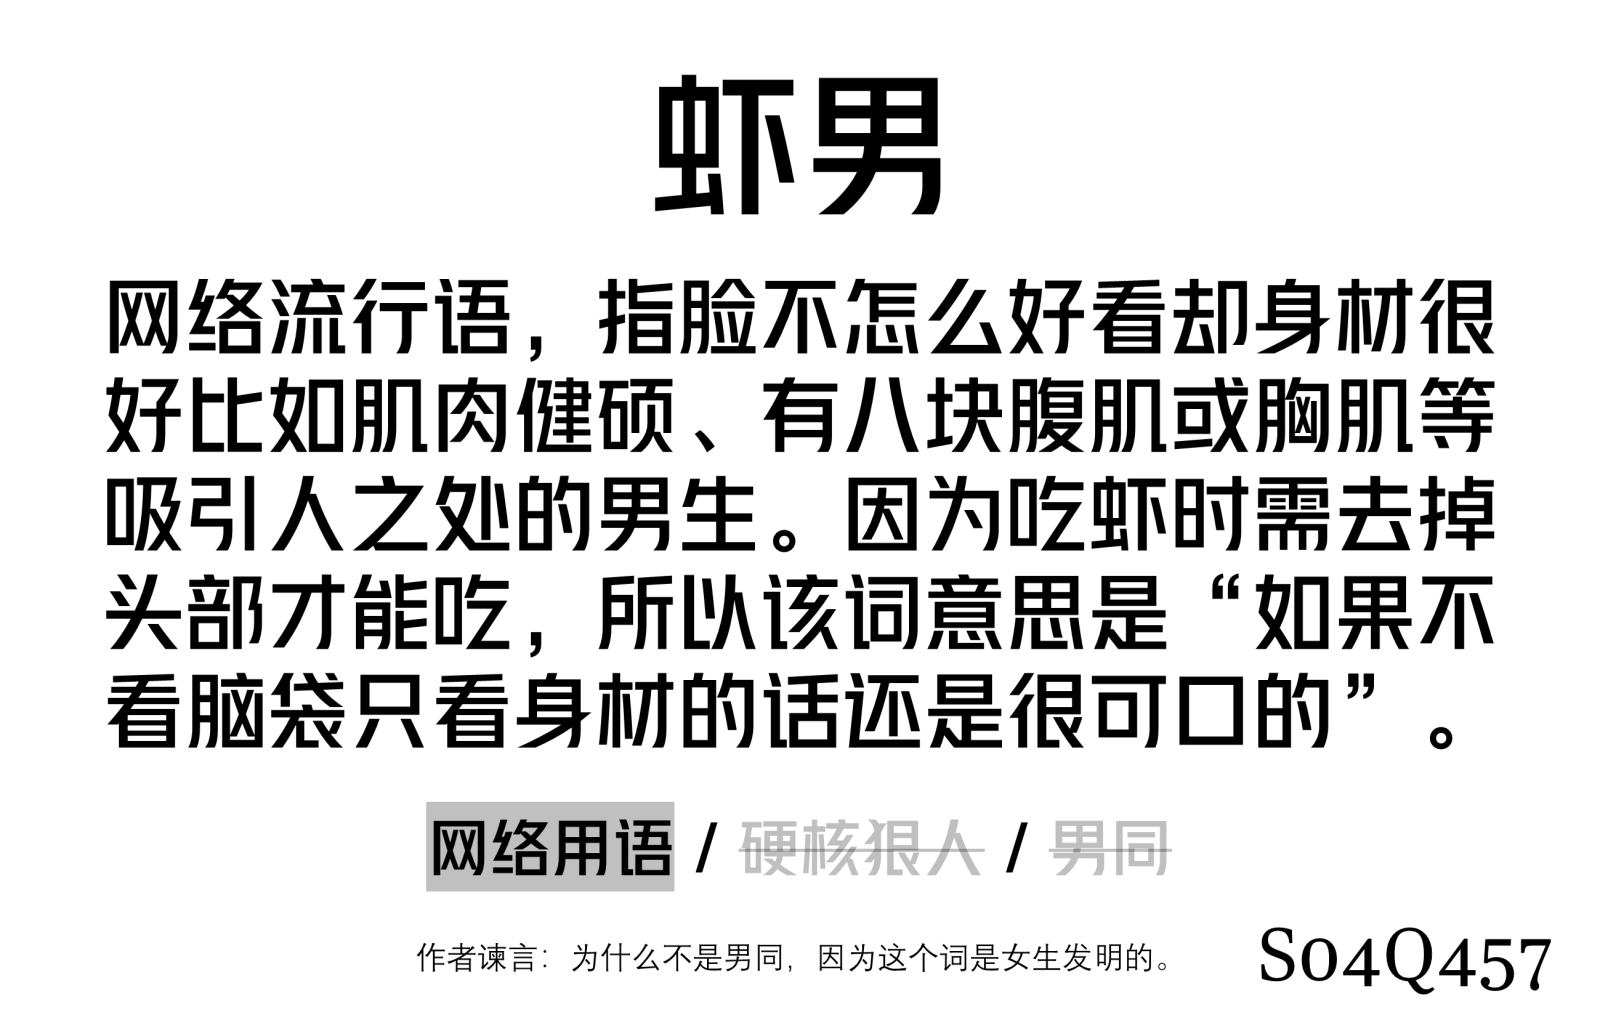 虾男
网络流行语，指脸不怎么好看却身材很
好比如肌肉健硕、有八块腹肌或胸肌等
吸引人之处的男生。因为吃虾时需去掉
头部才能吃，所以该词意思是“如果不
看脑袋只看身材的话还是很可口的”。
网络用语 / 硬核狠人 / 男同
作者谏言：为什么不是男同，因为这个词是女生发明的。
S04Q457